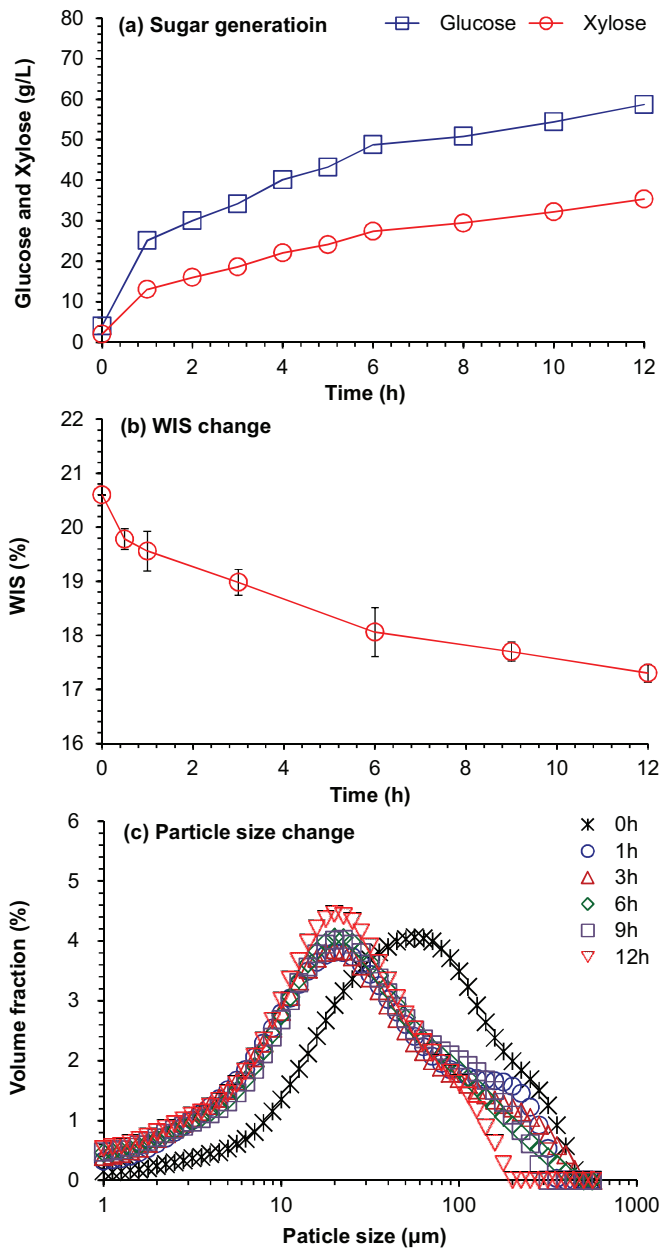 (a) Sugar generatioin
Glucose
Xylose
Glucose and Xylose (g/L)
80
70
60
50
40
30
20
10
0
0 2 4 6 8 10 12
Time (h)
(b) WIS change
WIS (%)
22
21
20
19
18
17
16
0 2 4 6 8 10 12
Time (h)
(c) Particle size change
0h
1h
3h
6h
9h
12h
Volume fraction (%)
6
5
4
3
2
1
0
1 10 100 1000
Paticle size (µm)